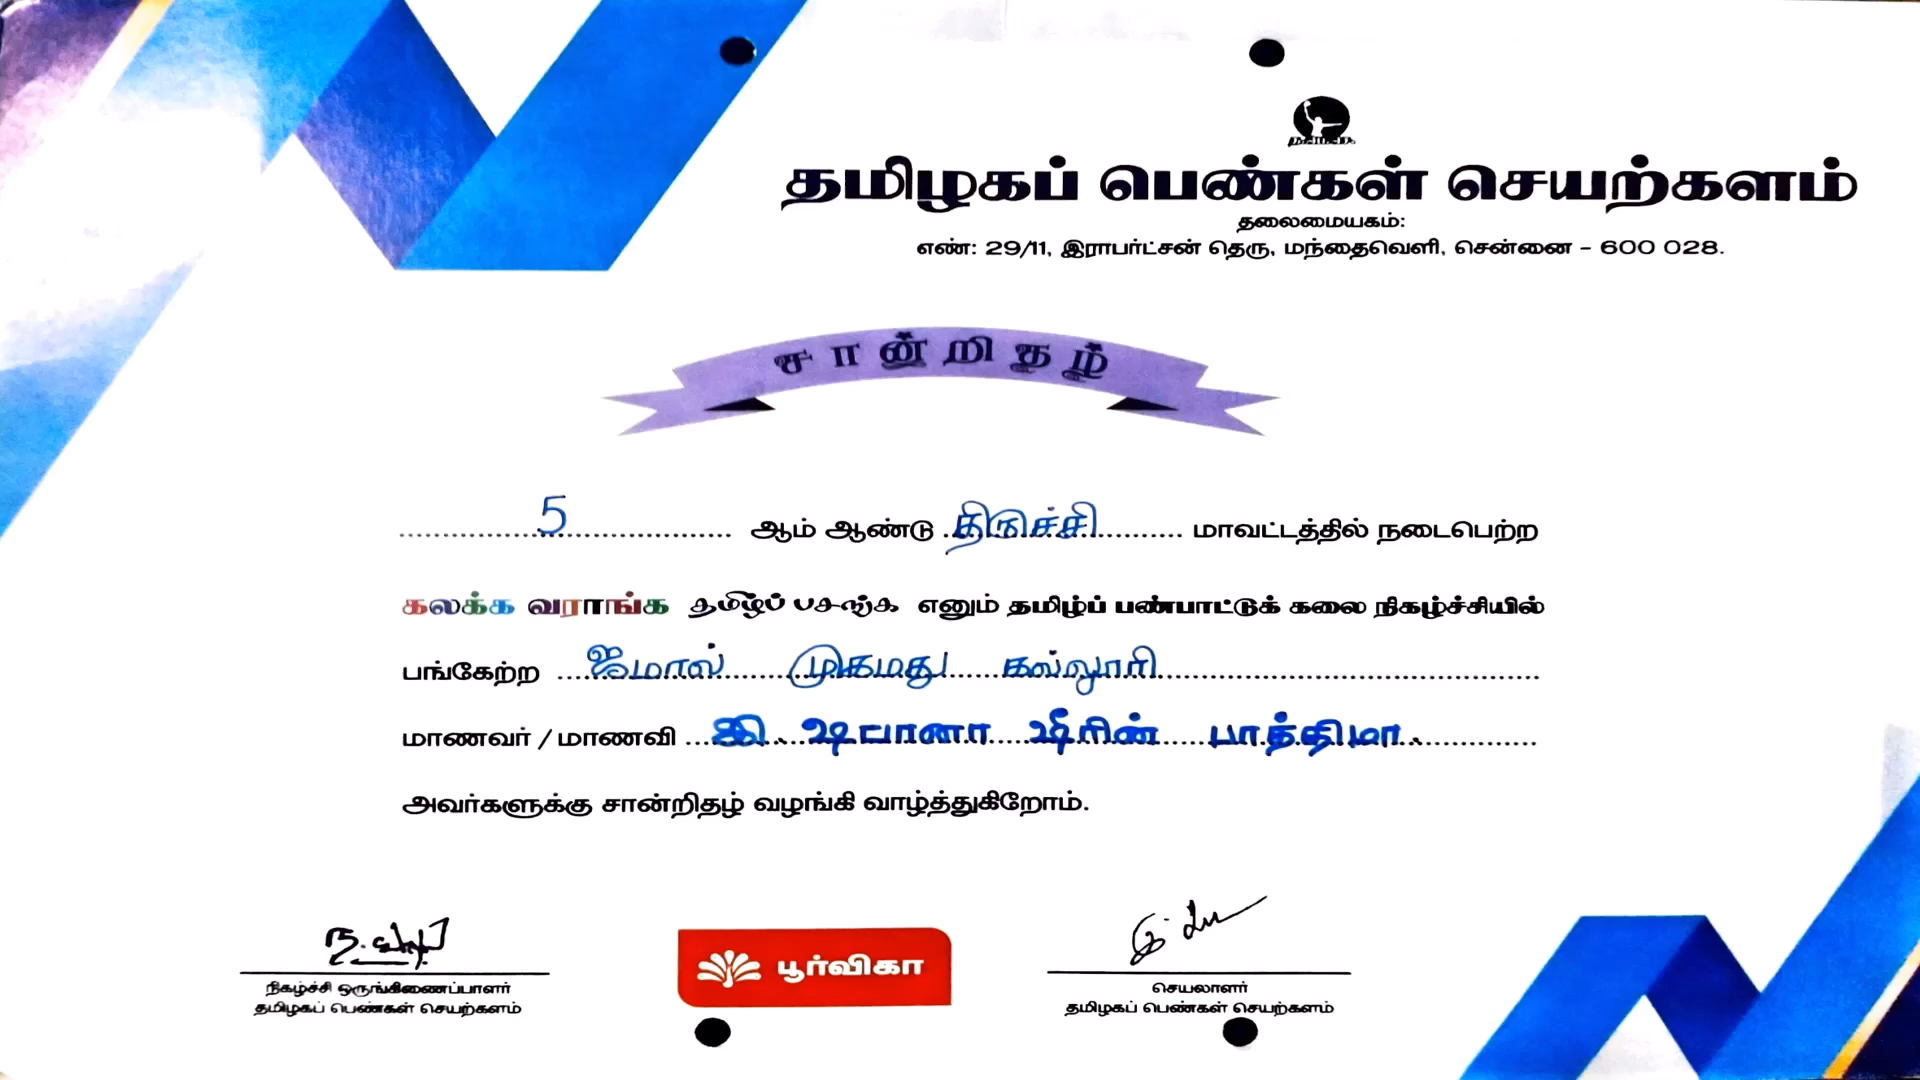 த.பெ.செ.
தமிழகப் பெண்கள் செயற்களம்
தலைமையகம்:
எண்: 29/11, இராபர்ட்சன் தெரு, மந்தைவெளி, சென்னை - 600 028.
சான்றிதழ்
5 ஆம் ஆண்டு திருச்சி மாவட்டத்தில் நடைபெற்ற
கலக்க வராங்க தமிழ்ப் பசங்க எனும் தமிழ்ப் பண்பாட்டுக் கலை நிகழ்ச்சியில்
பங்கேற்ற ஜமால் முகமது கல்லூரி
மாணவர் / மாணவி இ. ஷபானா ஷீரின் பாத்திமா.
அவர்களுக்கு சான்றிதழ் வழங்கி வாழ்த்துகிறோம்.
பூர்விகா
நிகழ்ச்சி ஒருங்கிணைப்பாளர்
தமிழகப் பெண்கள் செயற்களம்
செயலாளர்
தமிழகப் பெண்கள் செயற்களம்